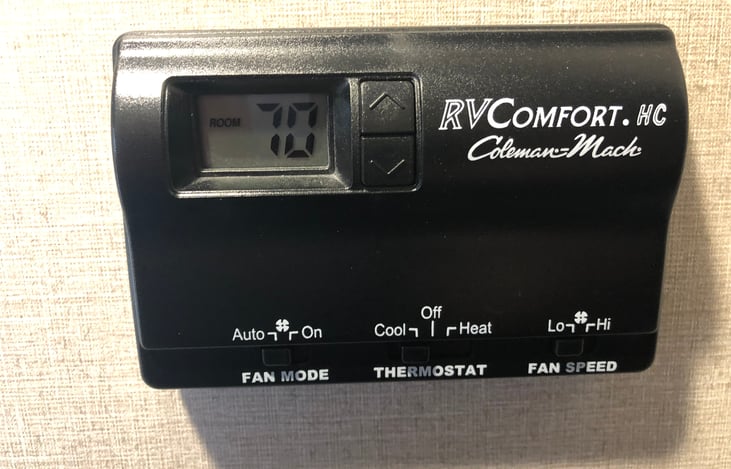 ROOM 70
RVCOMFORT. HC
Coleman-Mach
Auto On
Off
Cool Heat
Lo Hi
FAN MODE
THERMOSTAT
FAN SPEED